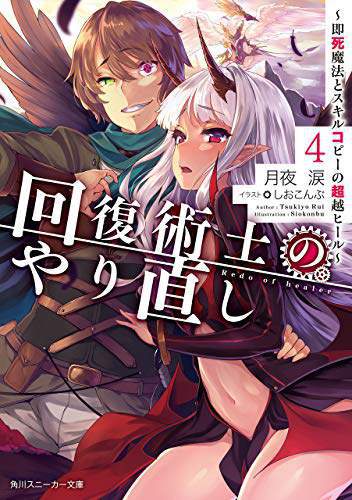 ～即死魔法とスキルコピーの超越ヒール～
4
月夜 涙
イラスト しおこんぶ
Author : Tsukiyo Rui
Illustration : Siokonbu
回復術士の
やり直し
Redo of healer
角川スニーカー文庫